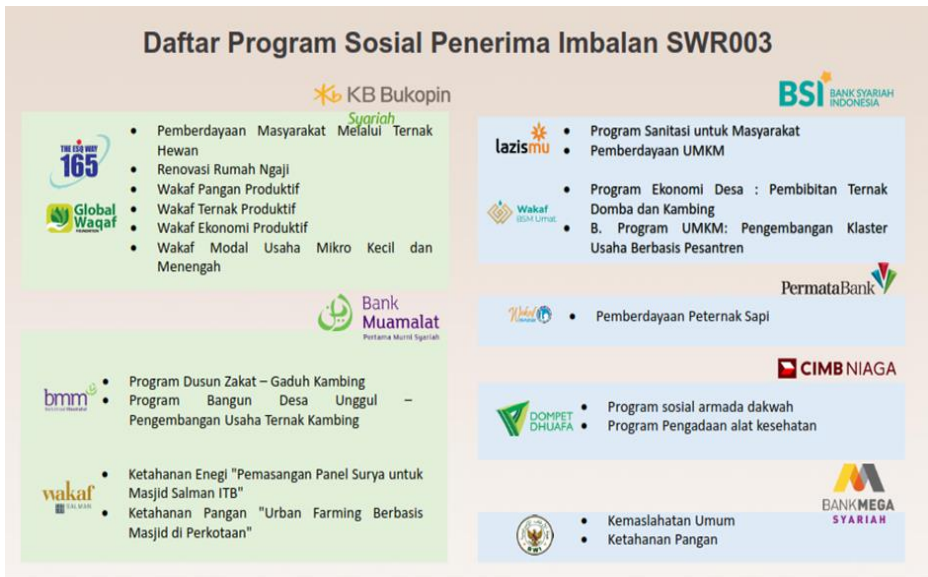 Daftar Program Sosial Penerima Imbalan SWR003
KB Bukopin
Syariah
THE ESQ WAY
165
Global
Waqaf
FOUNDATION
• Pemberdayaan Masyarakat Melalui Ternak
Hewan
• Renovasi Rumah Ngaji
• Wakaf Pangan Produktif
• Wakaf Ternak Produktif
• Wakaf Ekonomi Produktif
• Wakaf Modal Usaha Mikro Kecil dan
Menengah
Bank
Muamalat
Pertama Murni Syariah
bmm
• Program Dusun Zakat – Gaduh Kambing
• Program Bangun Desa Unggul –
Pengembangan Usaha Ternak Kambing
wakaf
SALMAN
• Ketahanan Enegi "Pemasangan Panel Surya untuk
Masjid Salman ITB"
• Ketahanan Pangan "Urban Farming Berbasis
Masjid di Perkotaan"
BSI BANK SYARIAH
INDONESIA
lazismu
• Program Sanitasi untuk Masyarakat
• Pemberdayaan UMKM
Wakaf
BSM Umat
• Program Ekonomi Desa : Pembibitan Ternak
Domba dan Kambing
• B. Program UMKM: Pengembangan Klaster
Usaha Berbasis Pesantren
PermataBank
Wakaf
• Pemberdayaan Peternak Sapi
CIMB NIAGA
DOMPET
DHUAFA
• Program sosial armada dakwah
• Program Pengadaan alat kesehatan
BANK MEGA
SYARIAH
BWI
• Kemaslahatan Umum
• Ketahanan Pangan